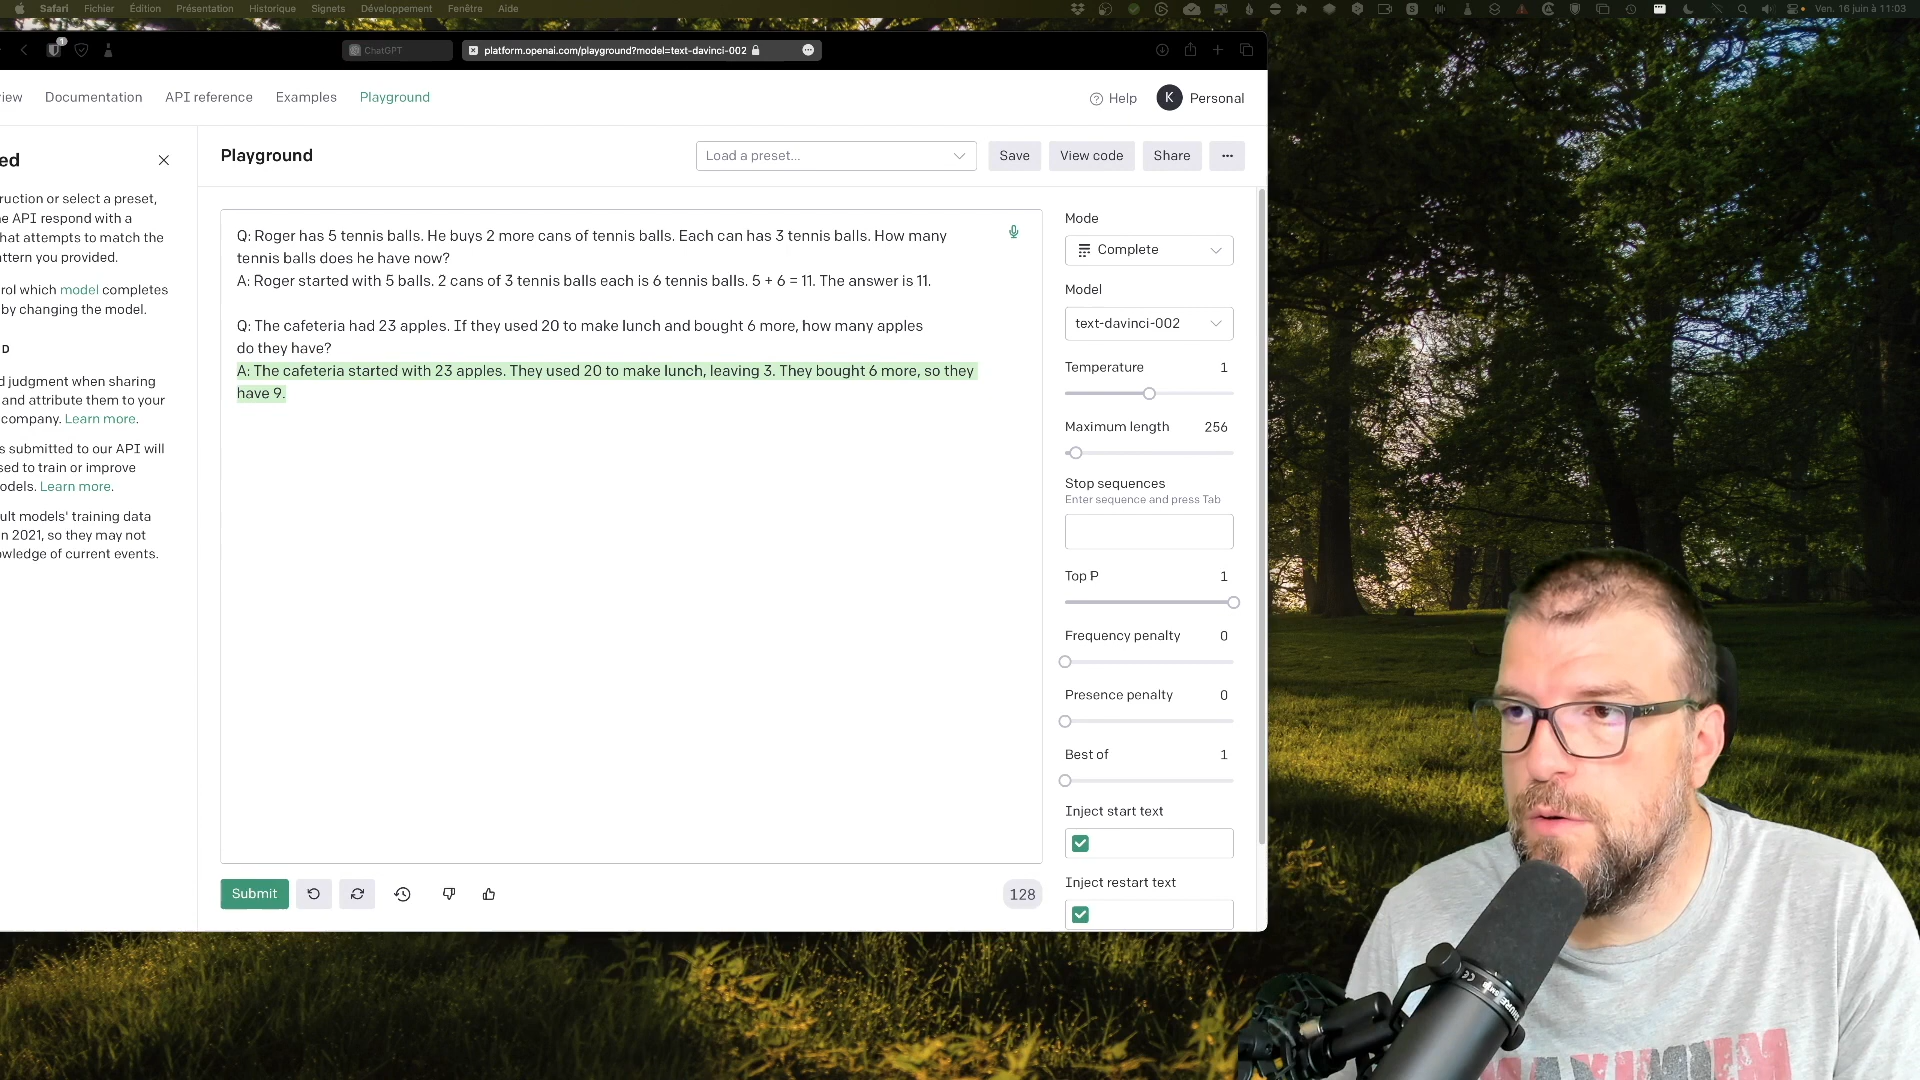 Safari Fichier Édition Présentation Historique Signets Développement Fenêtre Aide Ven. 16 juin à 11:03
1
ChatGPT platform.openai.com/playground?model=text-davinci-002
Documentation API reference Examples Playground Help K Personal
Playground
Load a preset... Save View code Share ...
ruction or select a preset,
API respond with a
hat attempts to match the
you provided.
which model completes
by changing the model.
D
judgment when sharing
and attribute them to your
company. Learn more.
submitted to our API will
to train or improve
Learn more.
models' training data
2021, so they may not
of current events.
Q: Roger has 5 tennis balls. He buys 2 more cans of tennis balls. Each can has 3 tennis balls. How many
tennis balls does he have now?
A: Roger started with 5 balls. 2 cans of 3 tennis balls each is 6 tennis balls. 5 + 6 = 11. The answer is 11.
Q: The cafeteria had 23 apples. If they used 20 to make lunch and bought 6 more, how many apples
do they have?
A: The cafeteria started with 23 apples. They used 20 to make lunch, leaving 3. They bought 6 more, so they
have 9.
Submit
128
Mode
Complete
Model
text-davinci-002
Temperature 1
Maximum length 256
Stop sequences
Enter sequence and press Tab
Top P 1
Frequency penalty 0
Presence penalty 0
Best of 1
Inject start text
Inject restart text
SHURE SM7B
MAXIMUM